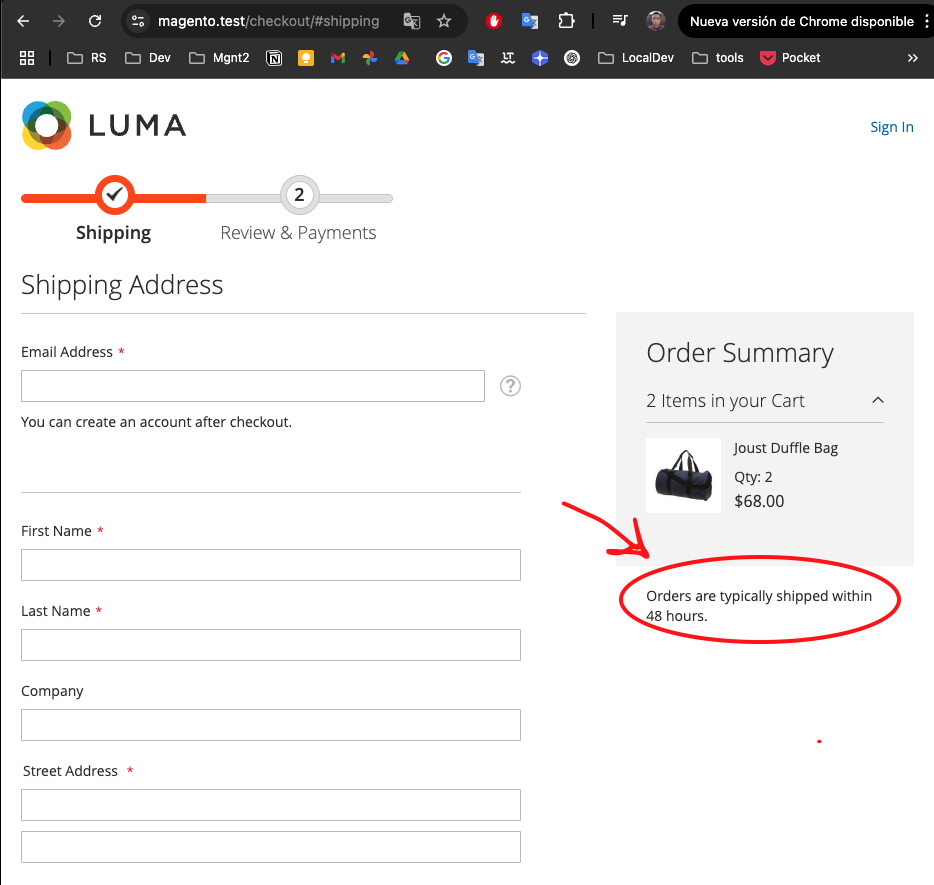 magento.test/checkout/#shipping
Nueva versión de Chrome disponible
RS
Dev
Mgnt2
LocalDev
tools
Pocket
LUMA
Sign In
2
Shipping
Review & Payments
Shipping Address
Email Address *
?
You can create an account after checkout.
First Name *
Last Name *
Company
Street Address *
Order Summary
2 Items in your Cart
Joust Duffle Bag
Qty: 2
$68.00
Orders are typically shipped within
48 hours.